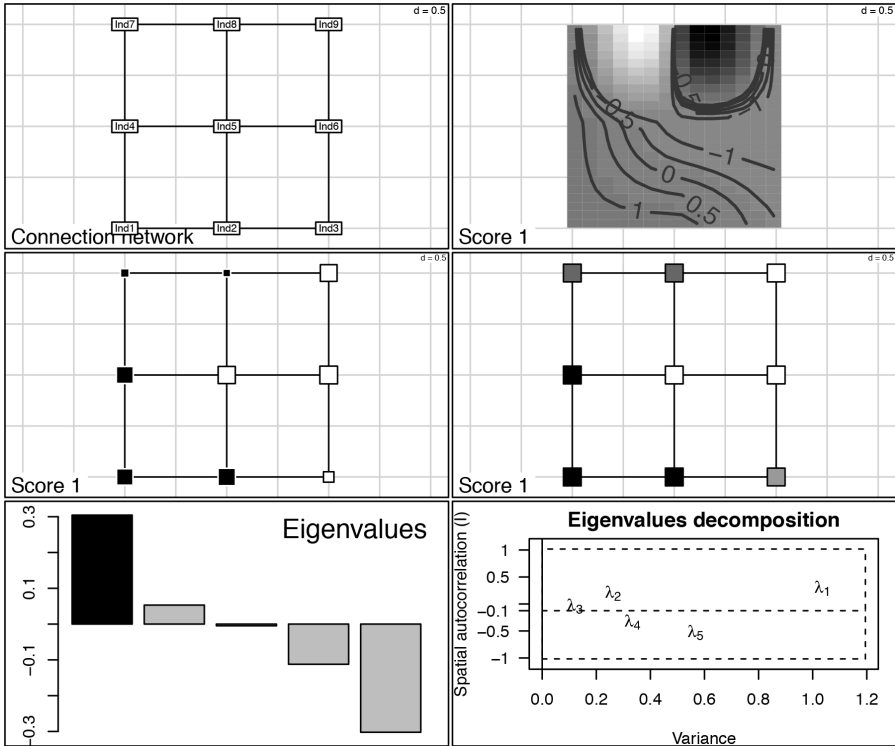 d = 0.5
Ind7 Ind8 Ind9
Ind4 Ind5 Ind6
Ind1 Ind2 Ind3
Connection network
d = 0.5
0
0.5
0.5
−1
0
0.5
1
Score 1
d = 0.5
Score 1
d = 0.5
Score 1
Eigenvalues
0.3
0.1
−0.1
−0.3
Eigenvalues decomposition
Spatial autocorrelation (I)
1
0.5
−0.1
−0.5
−1
λ1
λ2
λ3
λ4
λ5
0.0 0.2 0.4 0.6 0.8 1.0 1.2
Variance